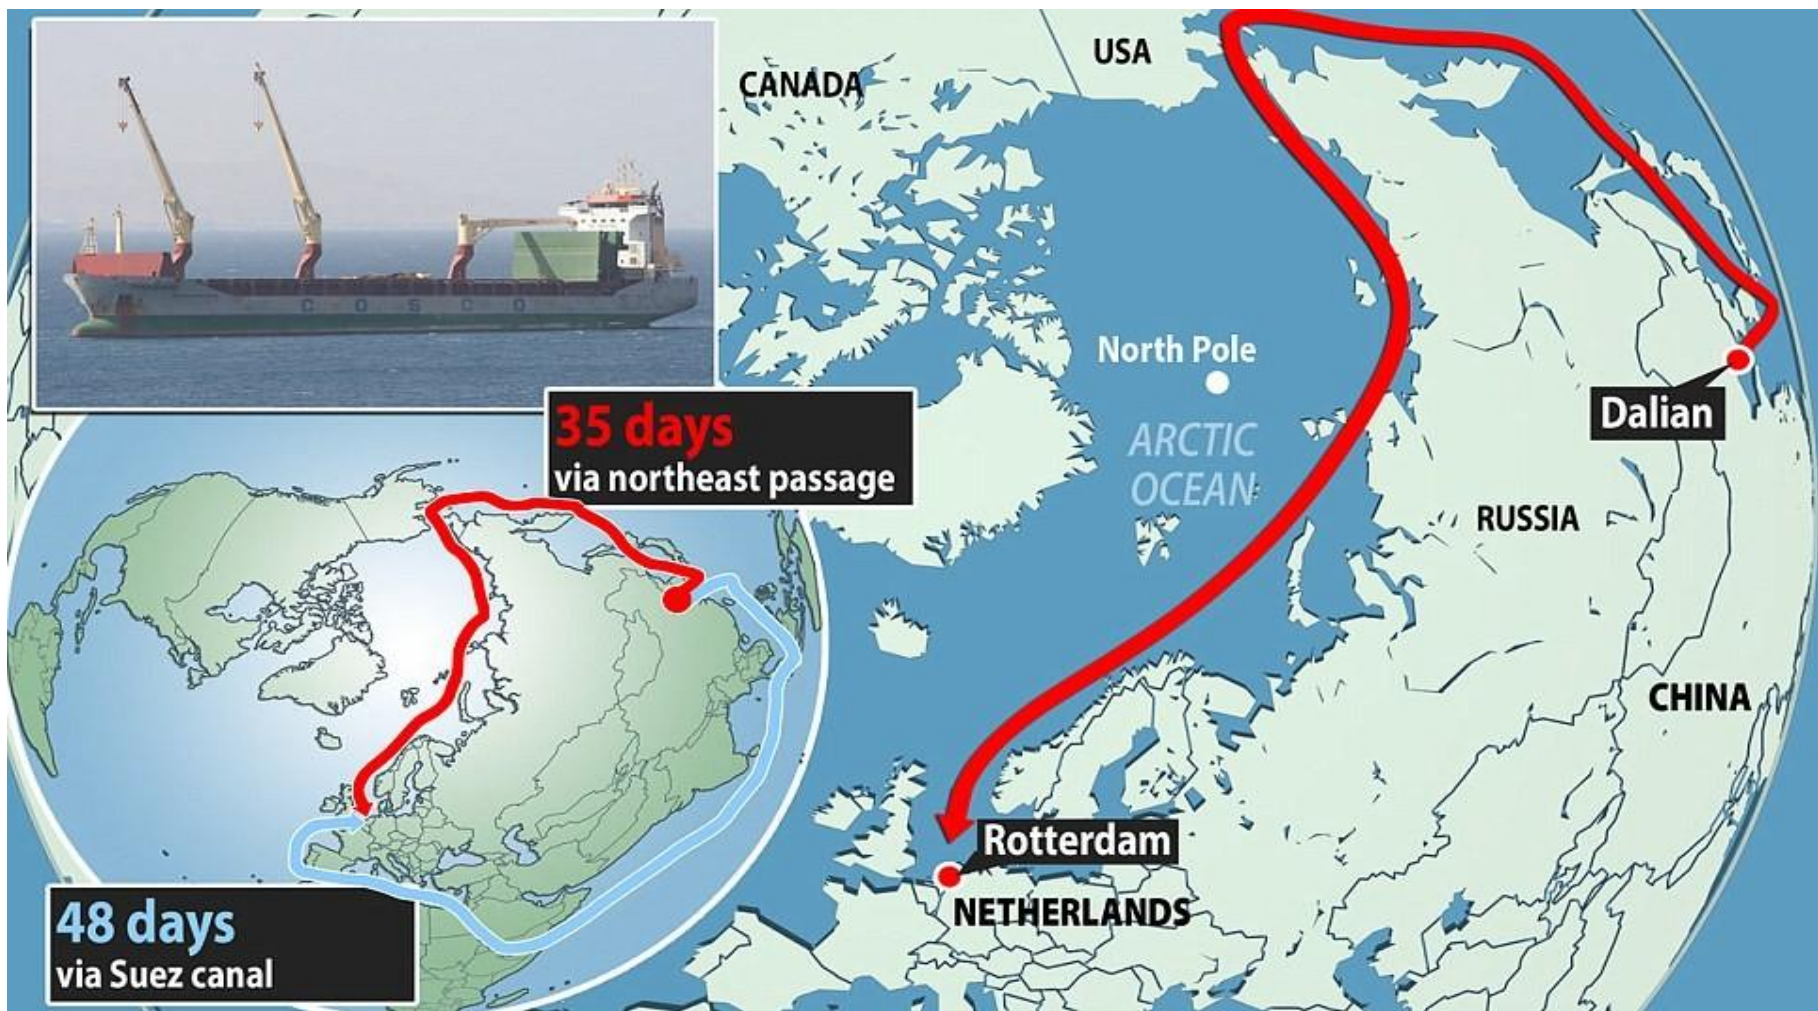 CANADA
USA
COSCO
North Pole
ARCTIC
OCEAN
35 days
via northeast passage
Dalian
RUSSIA
CHINA
Rotterdam
NETHERLANDS
48 days
via Suez canal